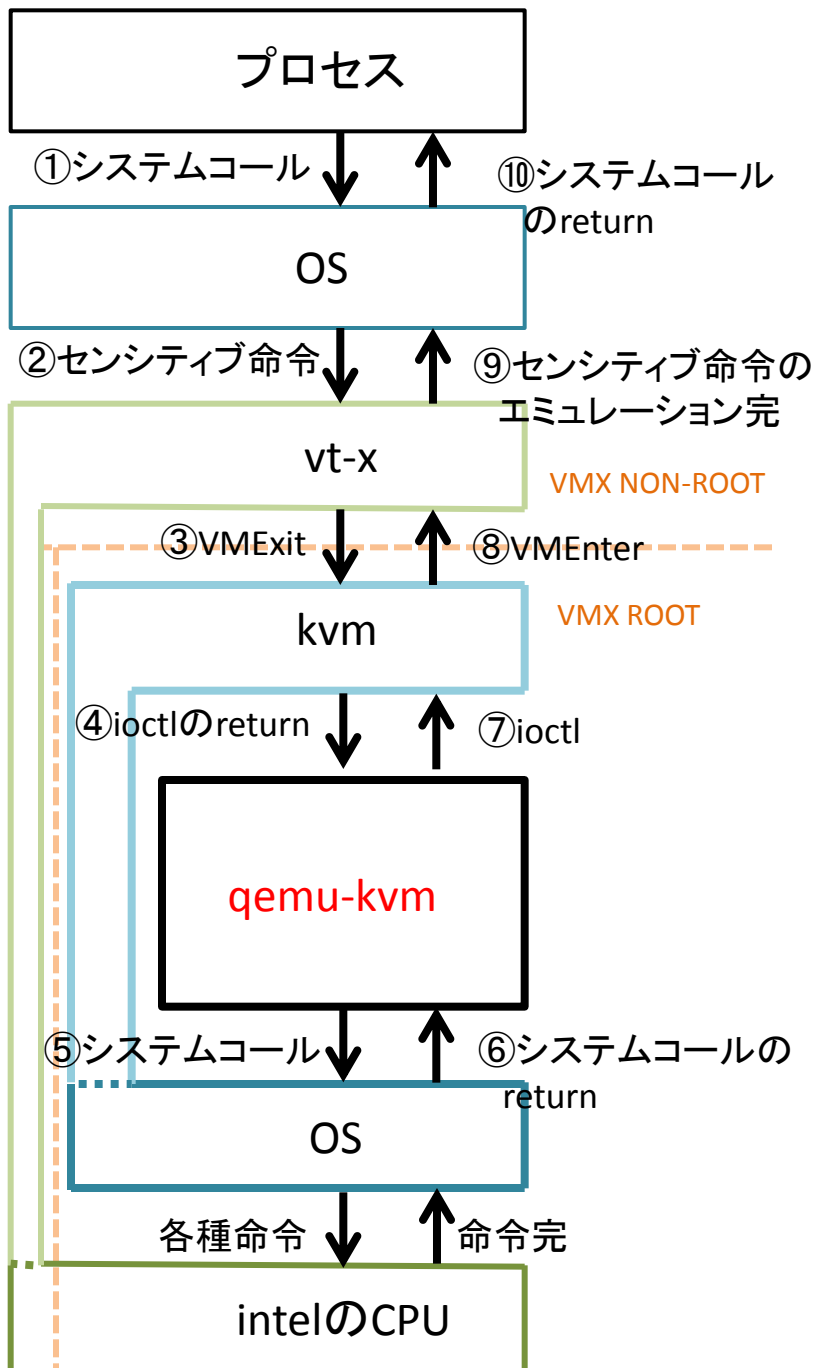 プロセス
①システムコール
⑩システムコール
のreturn
OS
②センシティブ命令
⑨センシティブ命令の
エミュレーション完
vt-x
VMX NON-ROOT
③VMExit
⑧VMEnter
VMX ROOT
kvm
④ioctlのreturn
⑦ioctl
qemu-kvm
⑤システムコール
⑥システムコールの
return
OS
各種命令
命令完
intelのCPU